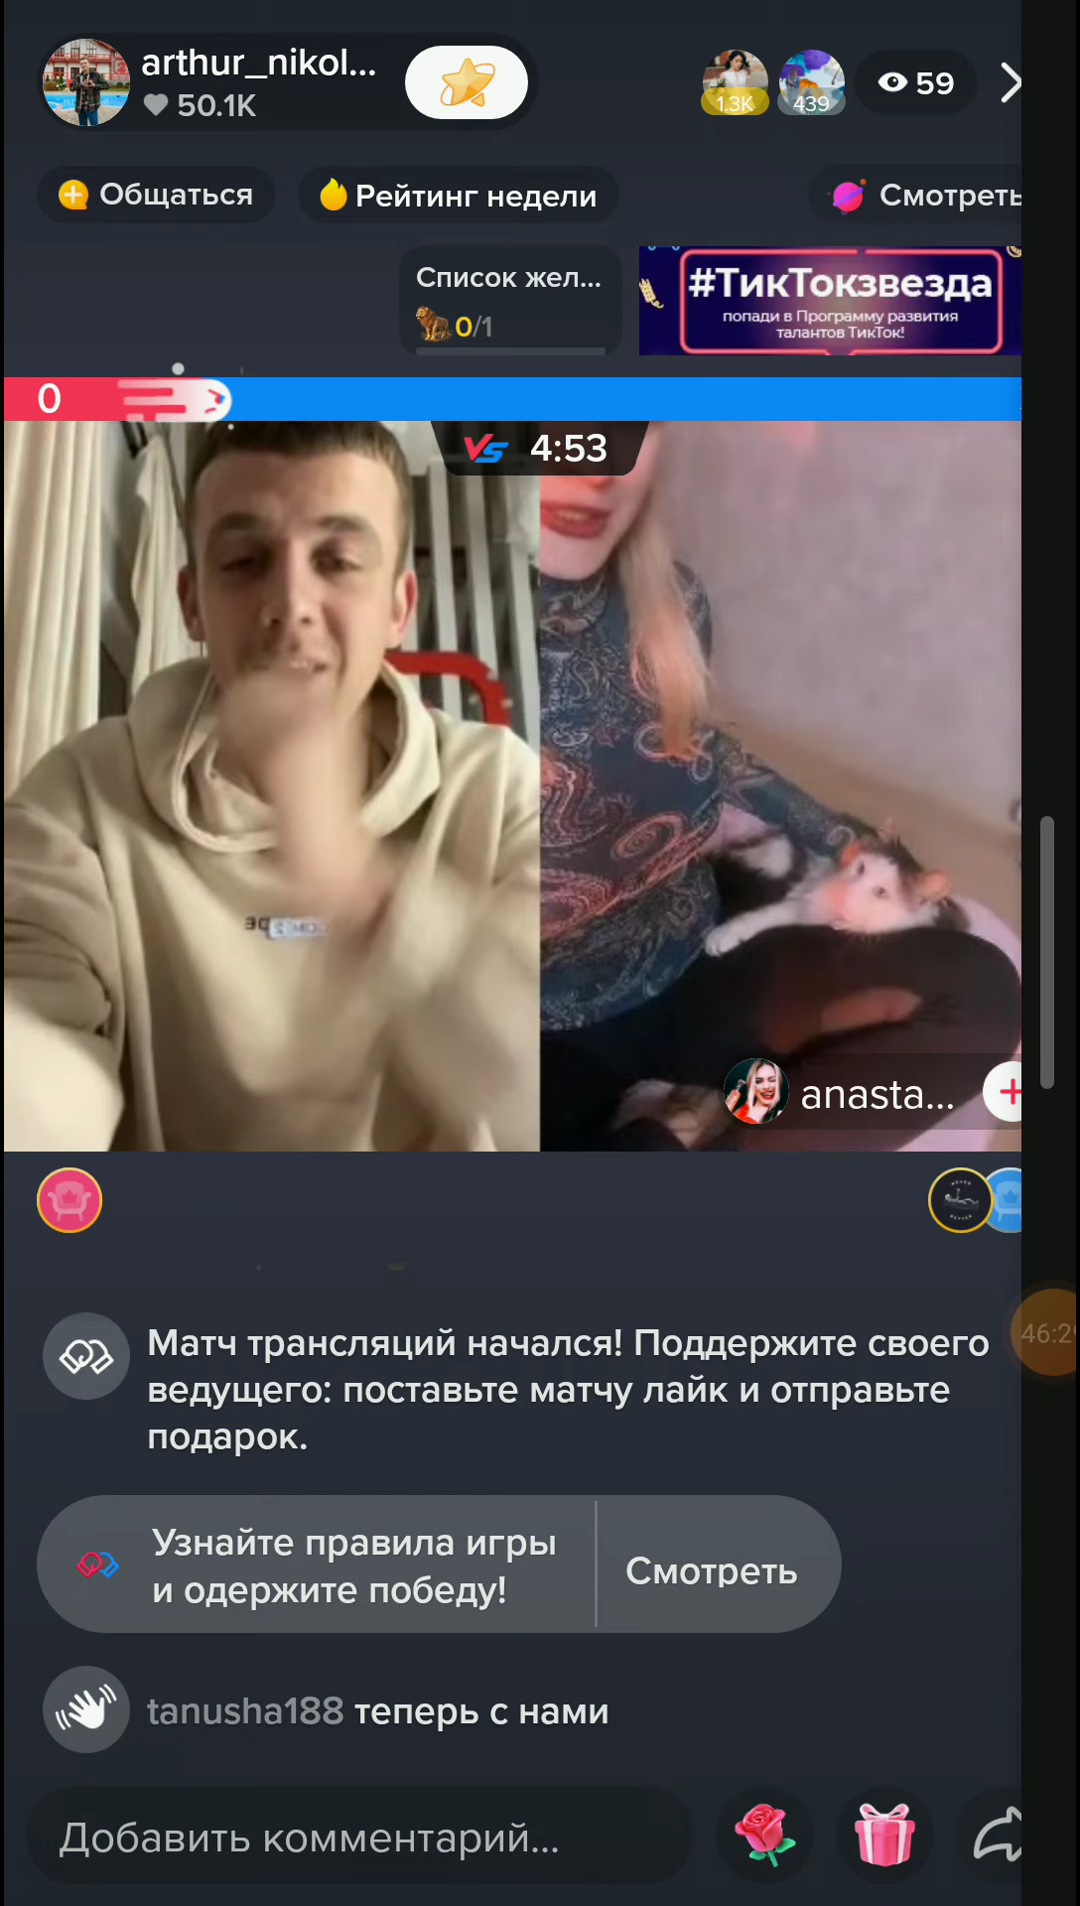 arthur_nikol...
50.1K
1.3K
439
59
Общаться
Рейтинг недели
Смотреть
Список жел...
0/1
#ТикТокзвезда
попади в Программу развития
талантов ТикТок!
0
VS 4:53
anasta...
Матч трансляций начался! Поддержите своего
ведущего: поставьте матчу лайк и отправьте
подарок.
Узнайте правила игры
и одержите победу!
Смотреть
tanusha188 теперь с нами
Добавить комментарий...